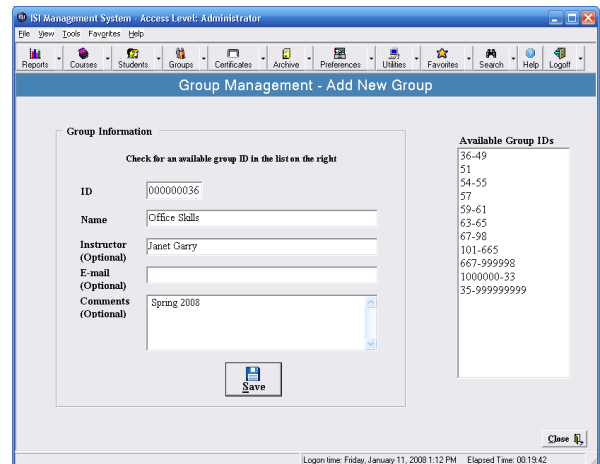 ISI Management System - Access Level: Administrator
File View Tools Favorites Help
Reports Courses Students Groups Certificates Archive Preferences Utilities Favorites Search Help Logoff
Group Management - Add New Group
Group Information
Check for an available group ID in the list on the right
ID 000000036
Name Office Skills
Instructor (Optional) Janet Garry
E-mail (Optional)
Comments (Optional) Spring 2008
Save
Available Group IDs
36-49
51
54-55
57
59-61
63-65
67-98
101-665
667-999998
1000000-33
35-999999999
Close
Logon time: Friday, January 11, 2008 1:12 PM Elapsed Time: 00:19:42